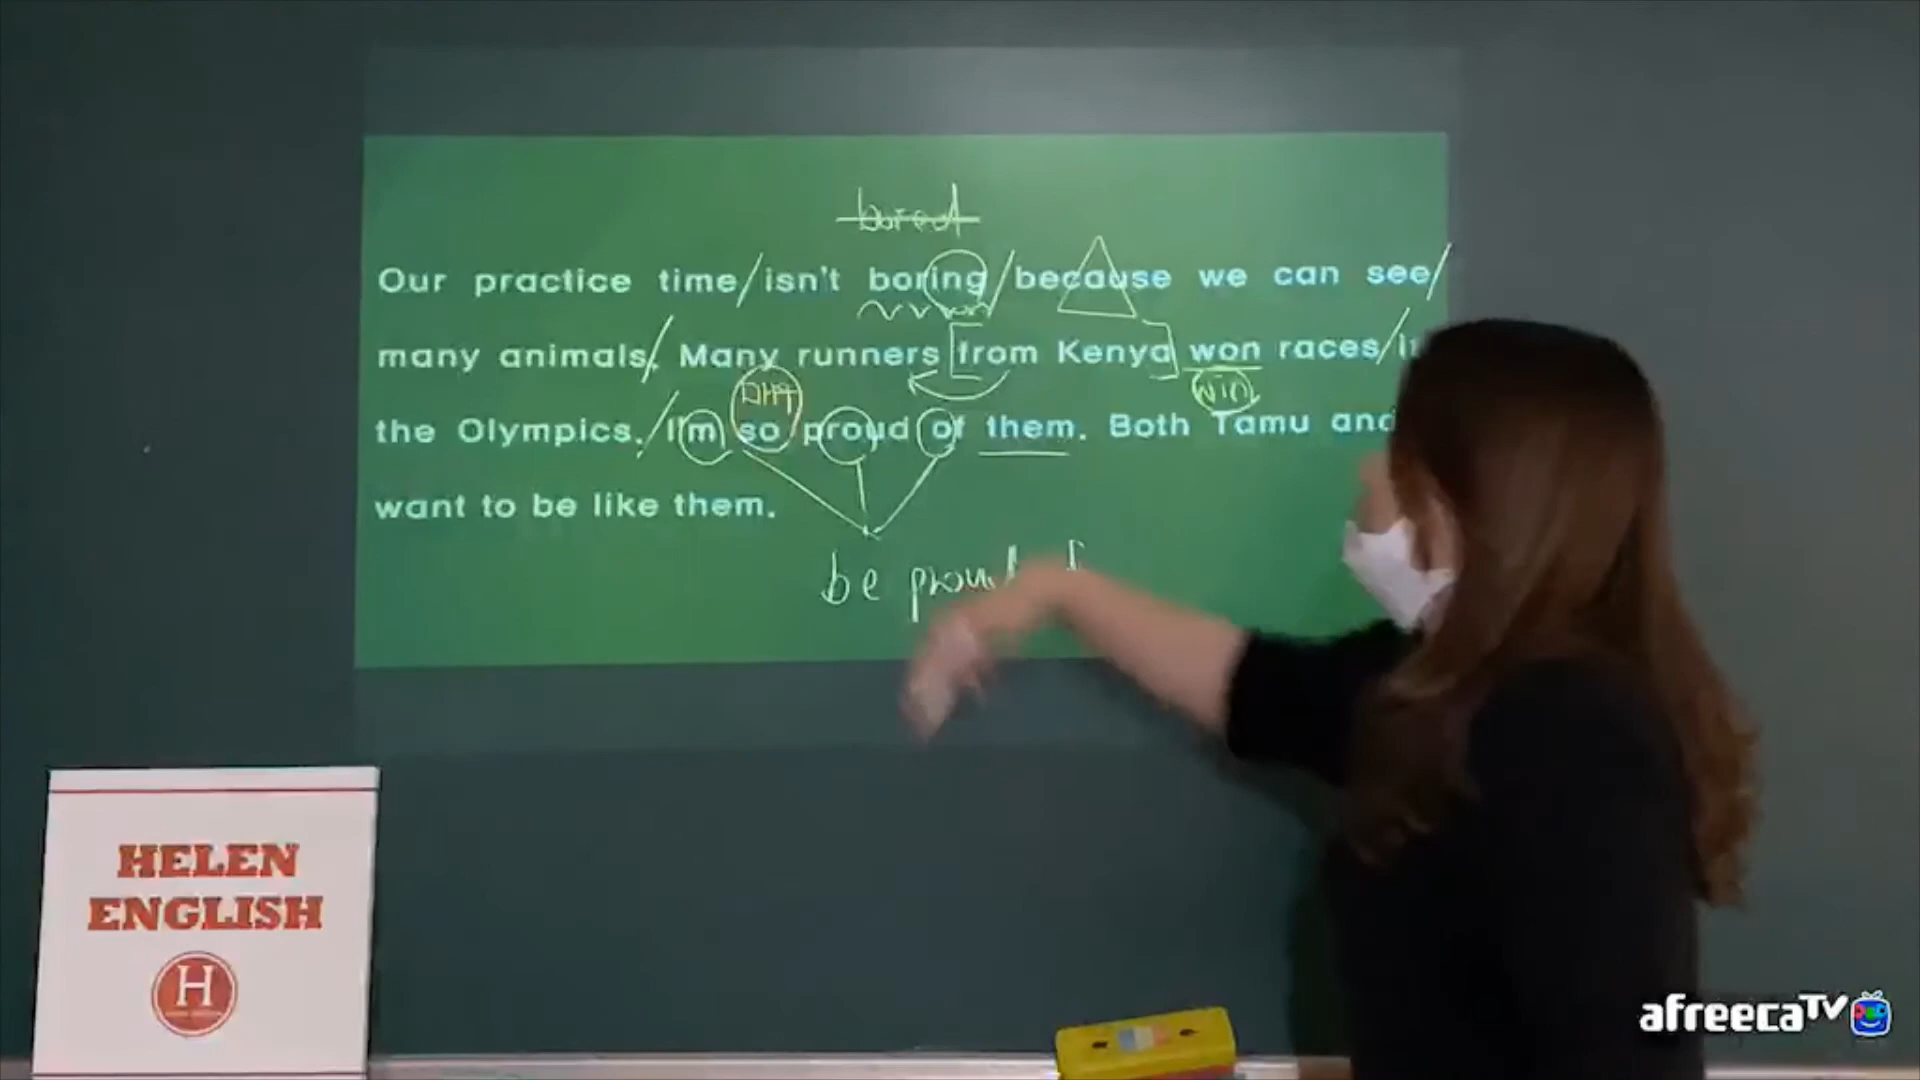 bored
Our practice time/isn't boring/because we can see/
many animals./Many runners [from Kenya] won races/
매우
win
the Olympics./I'm so proud of them. Both Tamu and
want to be like them.
be proud
HELEN
ENGLISH
H
afreecaTV